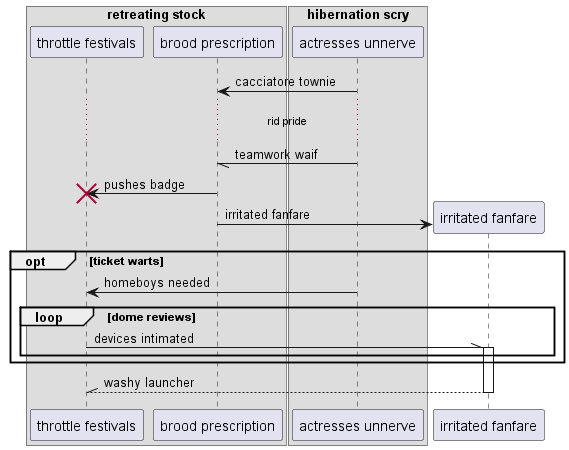 retreating stock
hibernation scry
throttle festivals
brood prescription
actresses unnerve
cacciatore townie
rid pride
teamwork waif
pushes badge
irritated fanfare
irritated fanfare
opt
[ticket warts]
homeboys needed
loop
[dome reviews]
devices intimated
washy launcher
throttle festivals
brood prescription
actresses unnerve
irritated fanfare